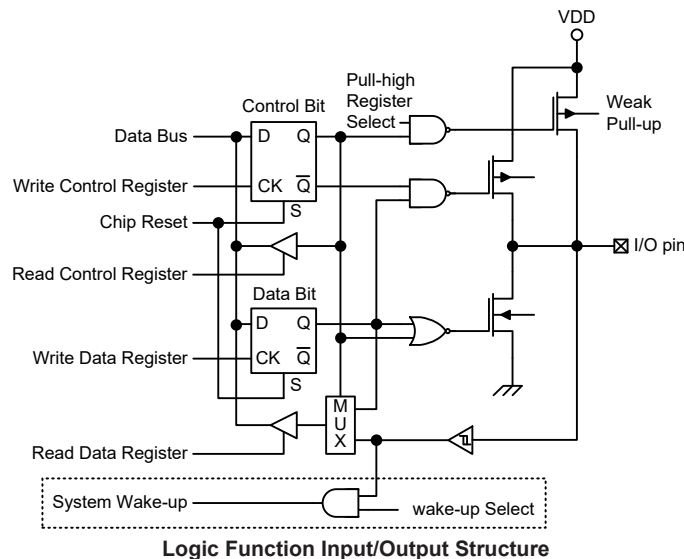 VDD
Pull-high
Register
Select
Control Bit
Weak
Pull-up
Data Bus
D
Q
Write Control Register
CK
Q
S
Chip Reset
I/O pin
Read Control Register
Data Bit
D
Q
Write Data Register
CK
Q
S
M
U
X
Read Data Register
System Wake-up
wake-up Select
Logic Function Input/Output Structure